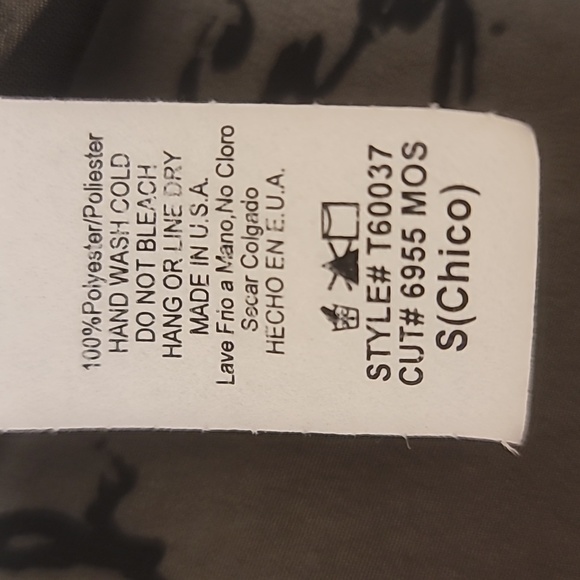 100%Polyester/Poliester
HAND WASH COLD
DO NOT BLEACH
HANG OR LINE DRY
MADE IN U.S.A.
Lave Frio a Mano,No Cloro
Secar Colgado
HECHO EN E.U.A.
STYLE# T60037
CUT# 6955 MOS
S(Chico)